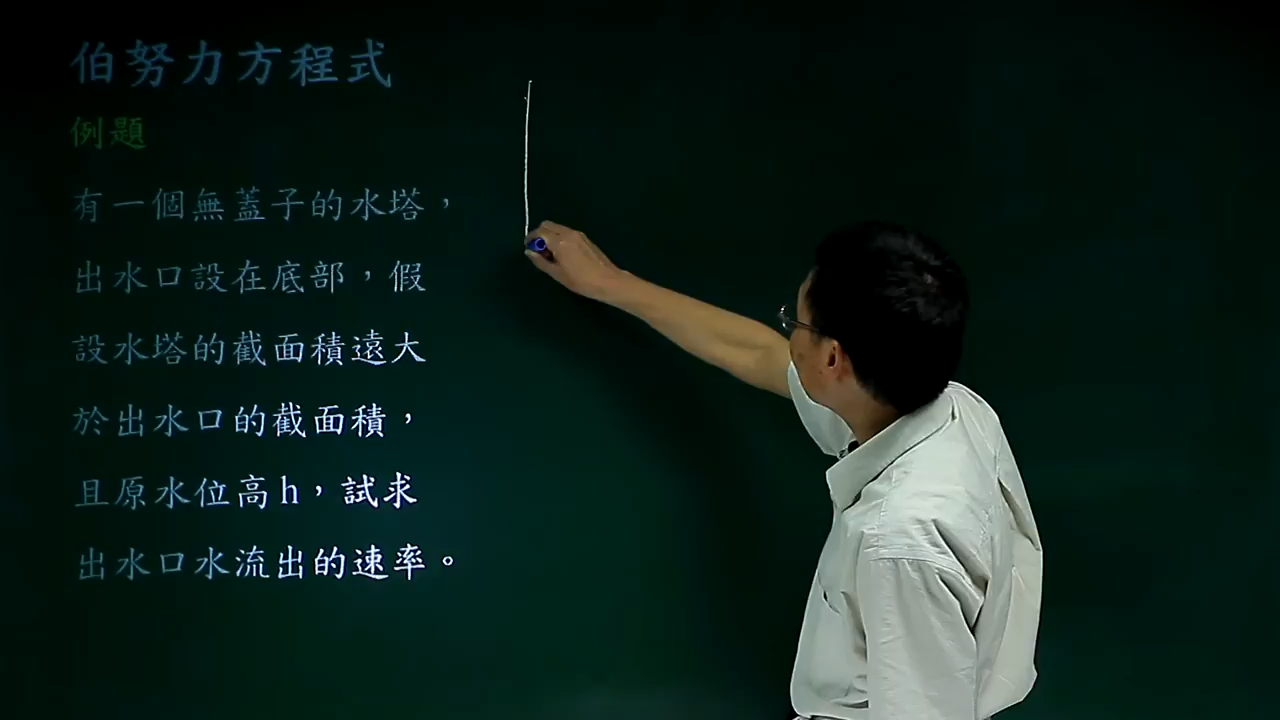 伯努力方程式
例題
有一個無蓋子的水塔，
出水口設在底部，假
設水塔的截面積遠大
於出水口的截面積，
且原水位高h，試求
出水口水流出的速率。